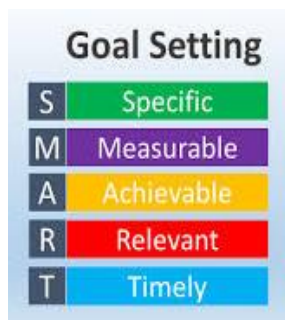 Goal Setting
S Specific
M Measurable
A Achievable
R Relevant
T Timely